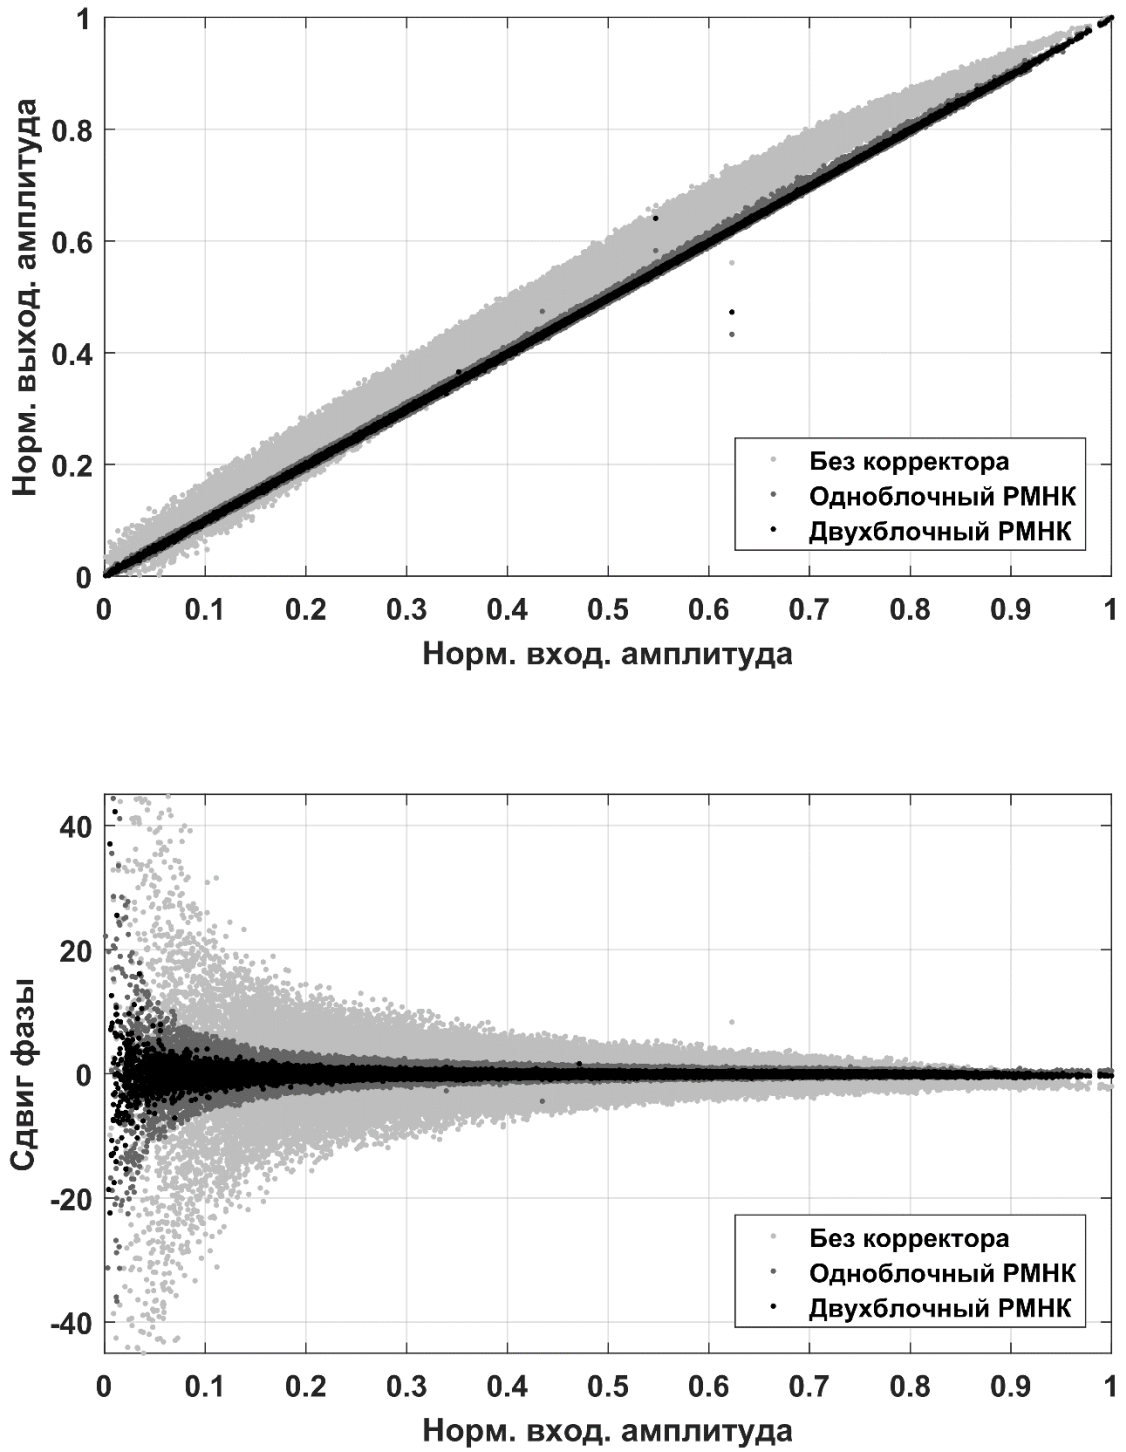 1
0.8
0.6
0.4
0.2
0
Норм. выход. амплитуда
Без корректора
Одноблочный РМНК
Двухблочный РМНК
0 0.1 0.2 0.3 0.4 0.5 0.6 0.7 0.8 0.9 1
Норм. вход. амплитуда
40
20
0
-20
-40
Сдвиг фазы
Без корректора
Одноблочный РМНК
Двухблочный РМНК
0 0.1 0.2 0.3 0.4 0.5 0.6 0.7 0.8 0.9 1
Норм. вход. амплитуда